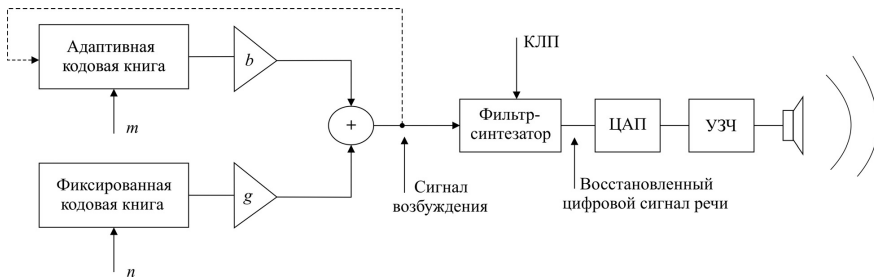 Адаптивная
кодовая книга
b
m
Фиксированная
кодовая книга
g
n
+
Сигнал
возбуждения
КЛП
Фильтр-
синтезатор
Восстановленный
цифровой сигнал речи
ЦАП
УЗЧ